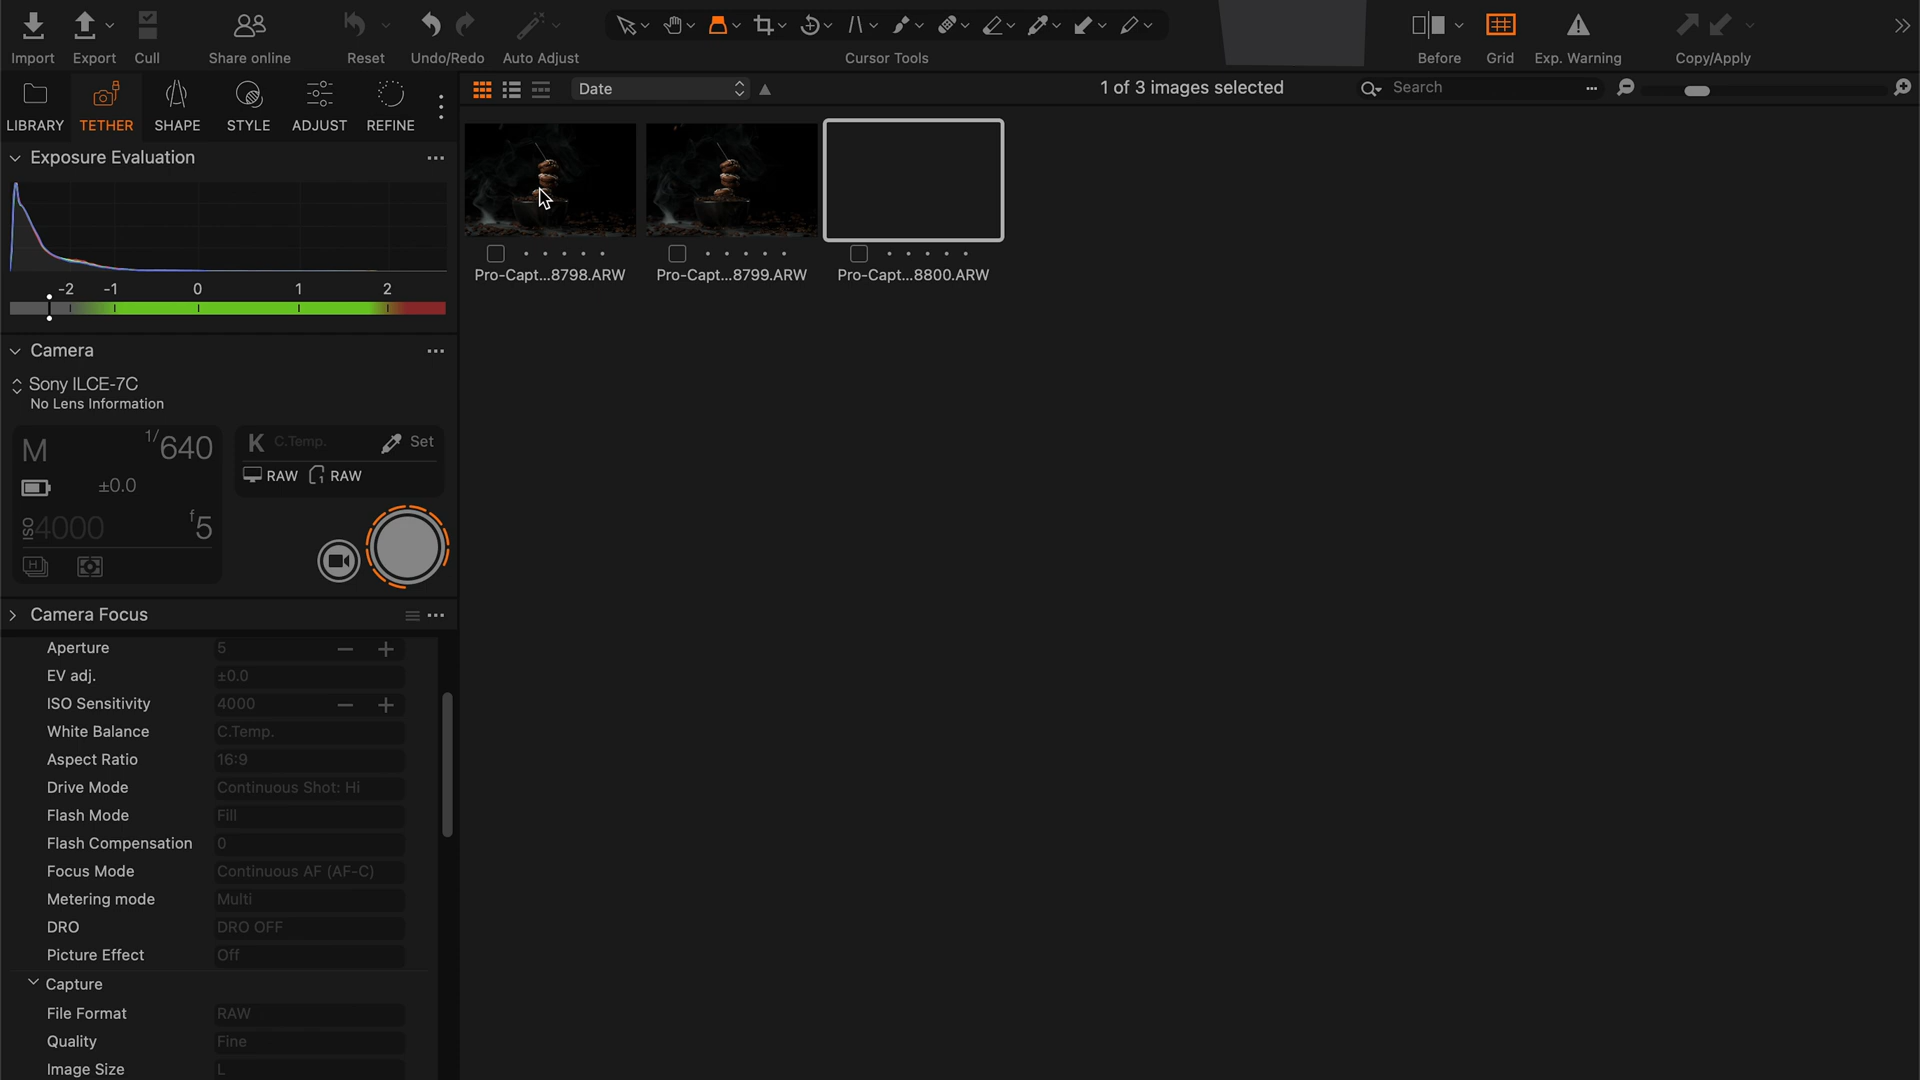 Import
Export
Cull
Share online
Reset
Undo/Redo
Auto Adjust
Cursor Tools
Before
Grid
Exp. Warning
Copy/Apply
LIBRARY
TETHER
SHAPE
STYLE
ADJUST
REFINE
Date
1 of 3 images selected
Search
Exposure Evaluation
-2 -1 0 1 2
Pro-Capt...8798.ARW
Pro-Capt...8799.ARW
Pro-Capt...8800.ARW
Camera
Sony ILCE-7C
No Lens Information
M 1/640
±0.0
ISO 4000 f 5
H
K C.Temp. Set
RAW 1 RAW
Camera Focus
Aperture 5
EV adj. ±0.0
ISO Sensitivity 4000
White Balance C.Temp.
Aspect Ratio 16:9
Drive Mode Continuous Shot: Hi
Flash Mode Fill
Flash Compensation 0
Focus Mode Continuous AF (AF-C)
Metering mode Multi
DRO DRO OFF
Picture Effect Off
Capture
File Format RAW
Quality Fine
Image Size L